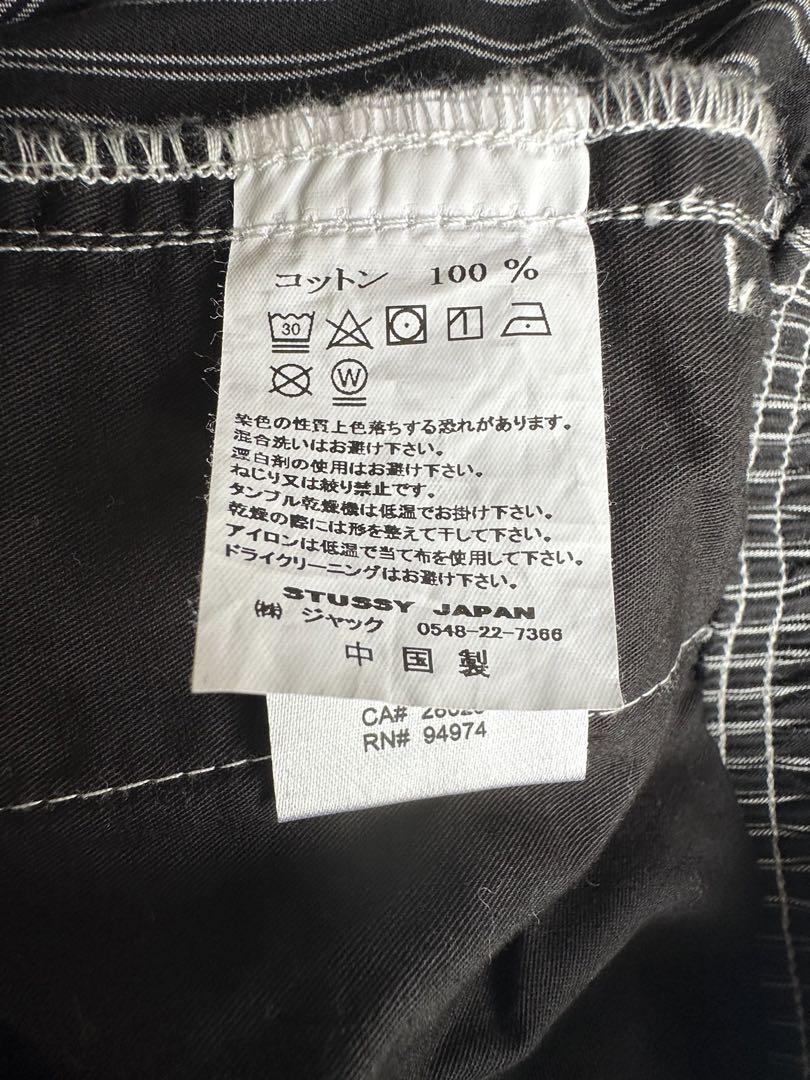 コットン 100 %
30
W
染色の性質上色落ちする恐れがあります。
混合洗いはお避け下さい。
漂白剤の使用はお避け下さい。
ねじり又は絞り禁止です。
タンブル乾燥機は低温でお掛け下さい。
乾燥の際には形を整えて干して下さい。
アイロンは低温で当て布を使用して下さい。
ドライクリーニングはお避け下さい。
STUSSY JAPAN
㈱ ジャック 0548-22-7366
中国製
CA#
RN# 94974